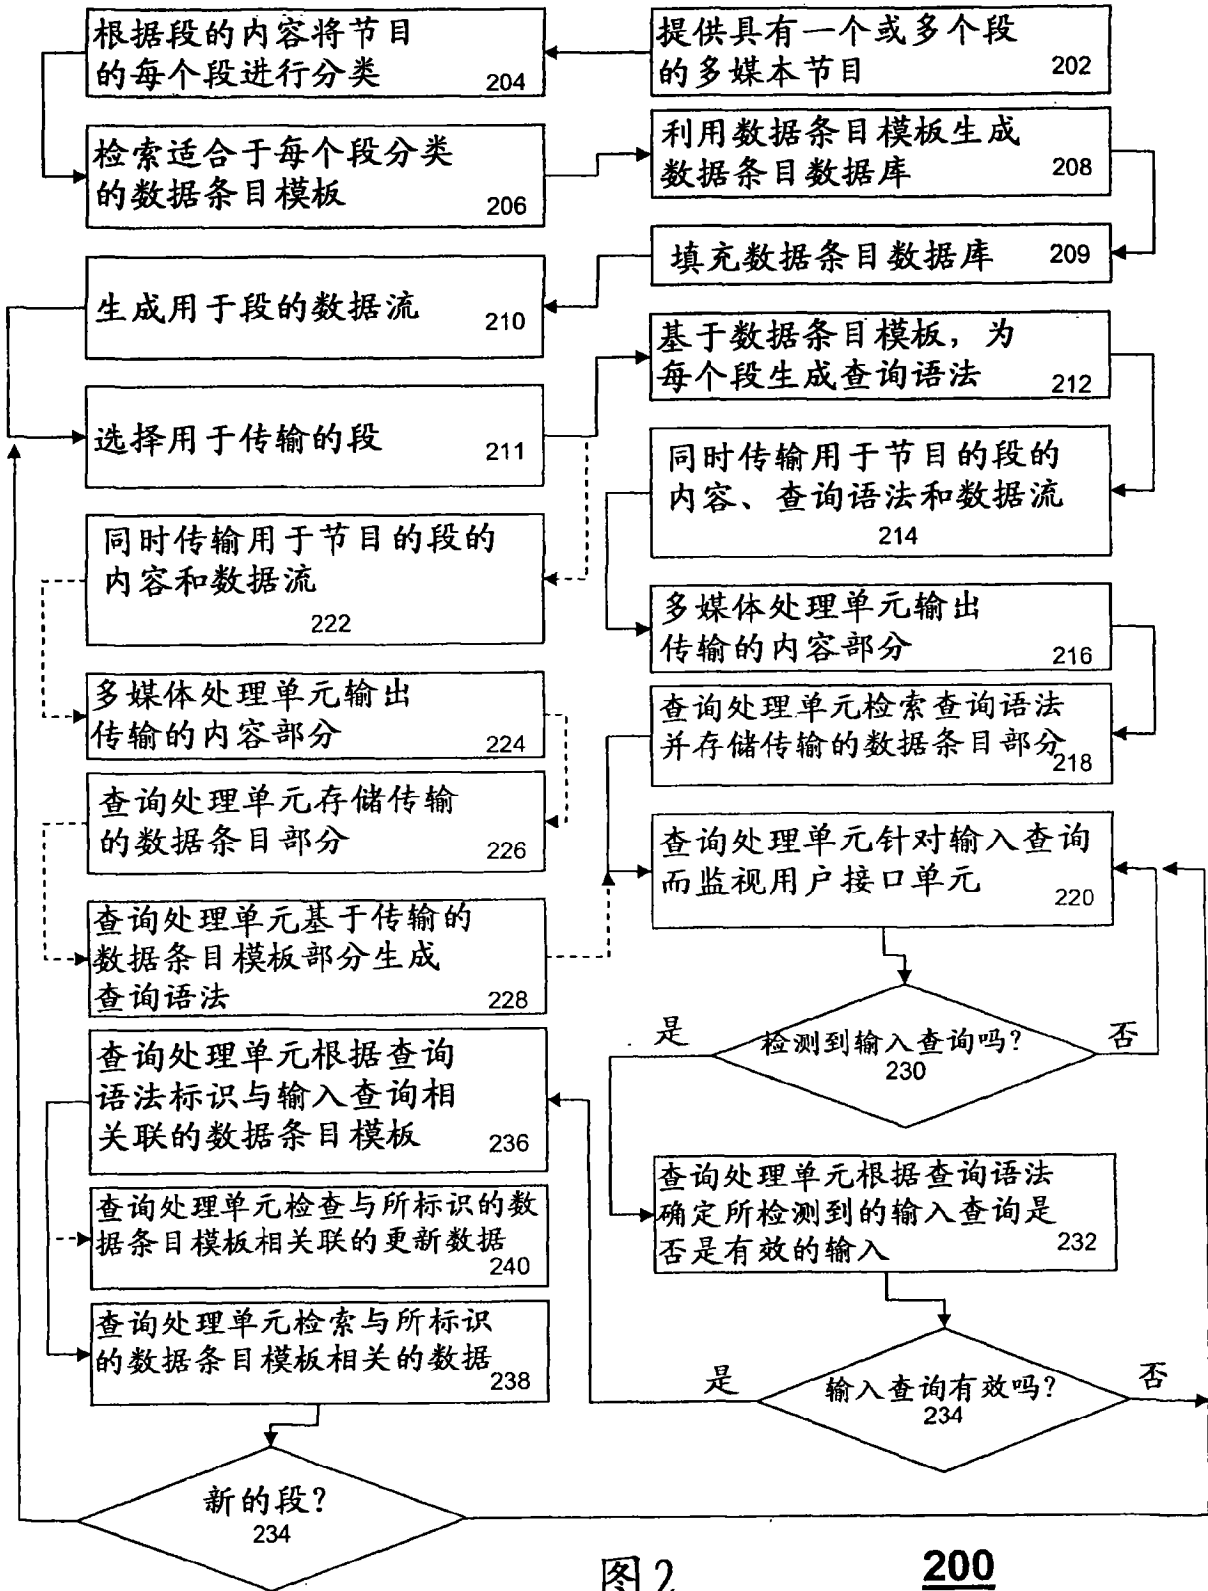 提供具有一个或多个段
的多媒本节目
202
根据段的内容将节目
的每个段进行分类
204
检索适合于每个段分类
的数据条目模板
206
利用数据条目模板生成
数据条目数据库
208
填充数据条目数据库
209
生成用于段的数据流
210
选择用于传输的段
211
基于数据条目模板，为
每个段生成查询语法
212
同时传输用于节目的段的
内容、查询语法和数据流
214
多媒体处理单元输出
传输的内容部分
216
查询处理单元检索查询语法
并存储传输的数据条目部分
218
查询处理单元针对输入查询
而监视用户接口单元
220
同时传输用于节目的段的
内容和数据流
222
多媒体处理单元输出
传输的内容部分
224
查询处理单元存储传输
的数据条目部分
226
查询处理单元基于传输的
数据条目模板部分生成
查询语法
228
是
检测到输入查询吗?
230
否
查询处理单元根据查询语法
确定所检测到的输入查询是
否是有效的输入
232
是
输入查询有效吗?
234
否
查询处理单元根据查询
语法标识与输入查询相
关联的数据条目模板
236
查询处理单元检查与所标识的数
据条目模板相关联的更新数据
240
查询处理单元检索与所标识
的数据条目模板相关的数据
238
新的段?
234
图2
200